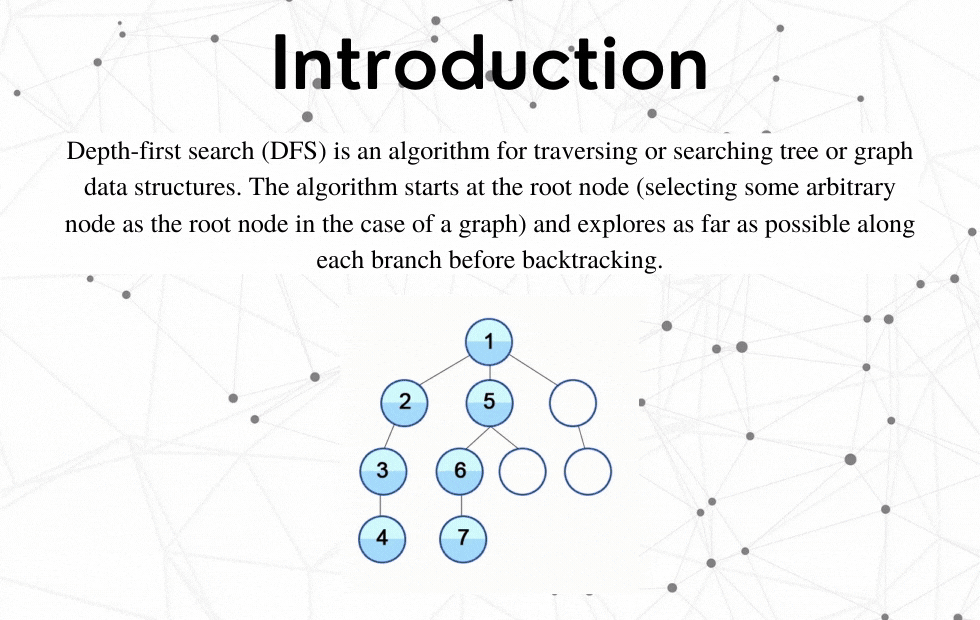 Introduction
Depth-first search (DFS) is an algorithm for traversing or searching tree or graph
data structures. The algorithm starts at the root node (selecting some arbitrary
node as the root node in the case of a graph) and explores as far as possible along
each branch before backtracking.
1
2 5
3 6
4 7